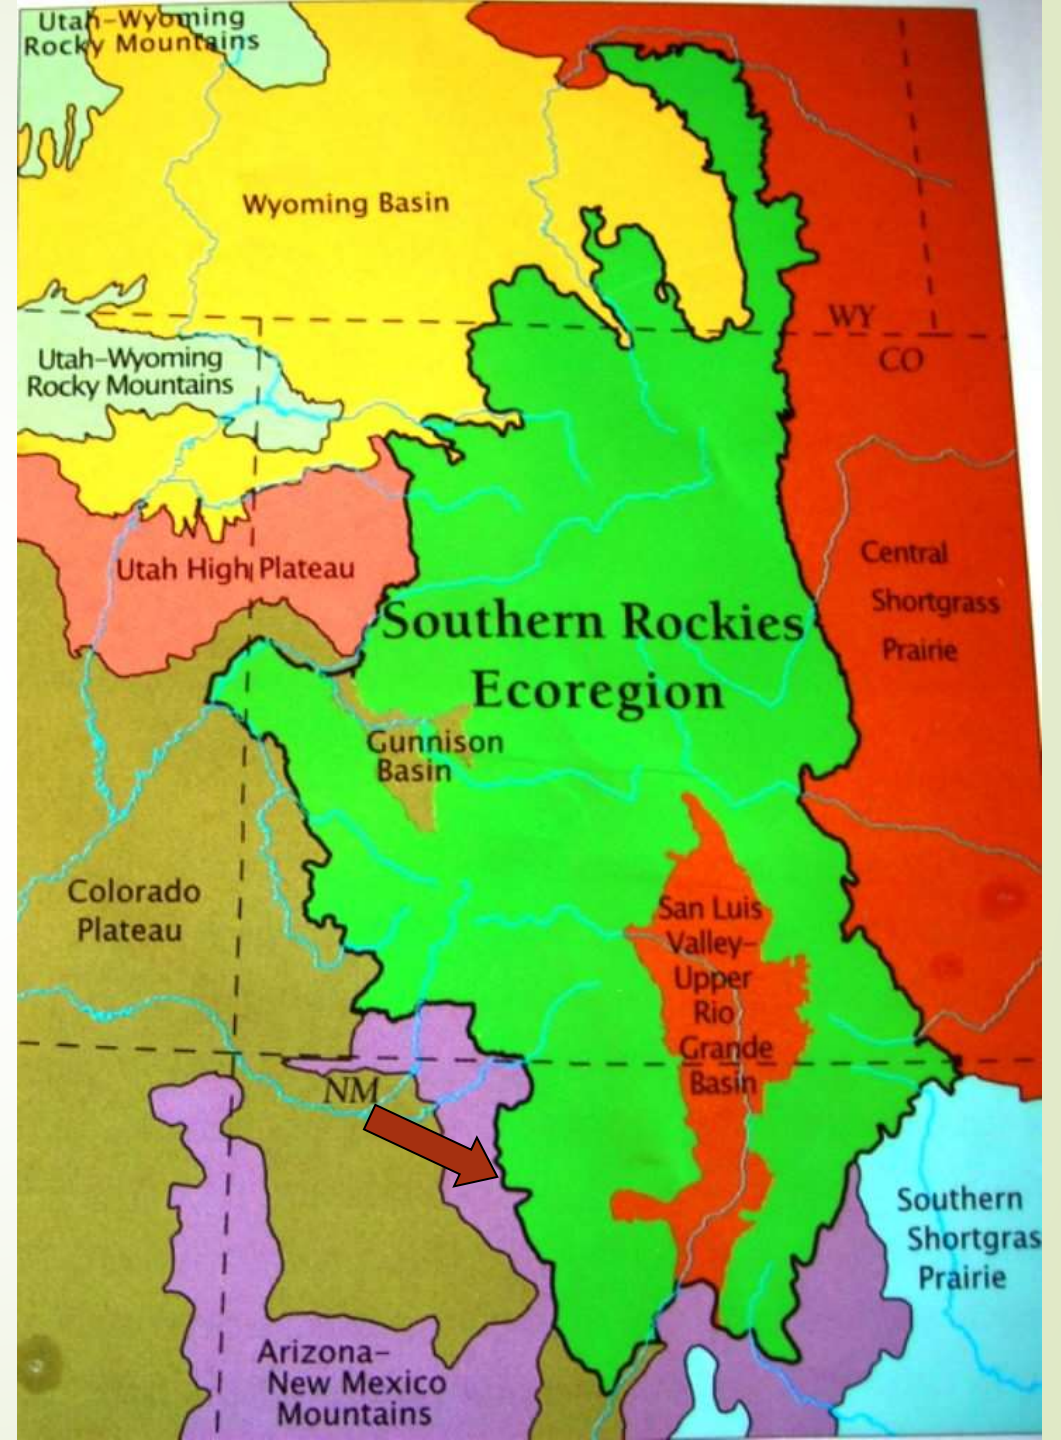 Utah-Wyoming
Rocky Mountains
Wyoming Basin
WY
CO
Utah-Wyoming
Rocky Mountains
Central
Shortgrass
Prairie
Utah High Plateau
Southern Rockies
Ecoregion
Gunnison
Basin
Colorado
Plateau
San Luis
Valley-
Upper
Rio
Grande
Basin
NM
Southern
Shortgras
Prairie
Arizona-
New Mexico
Mountains